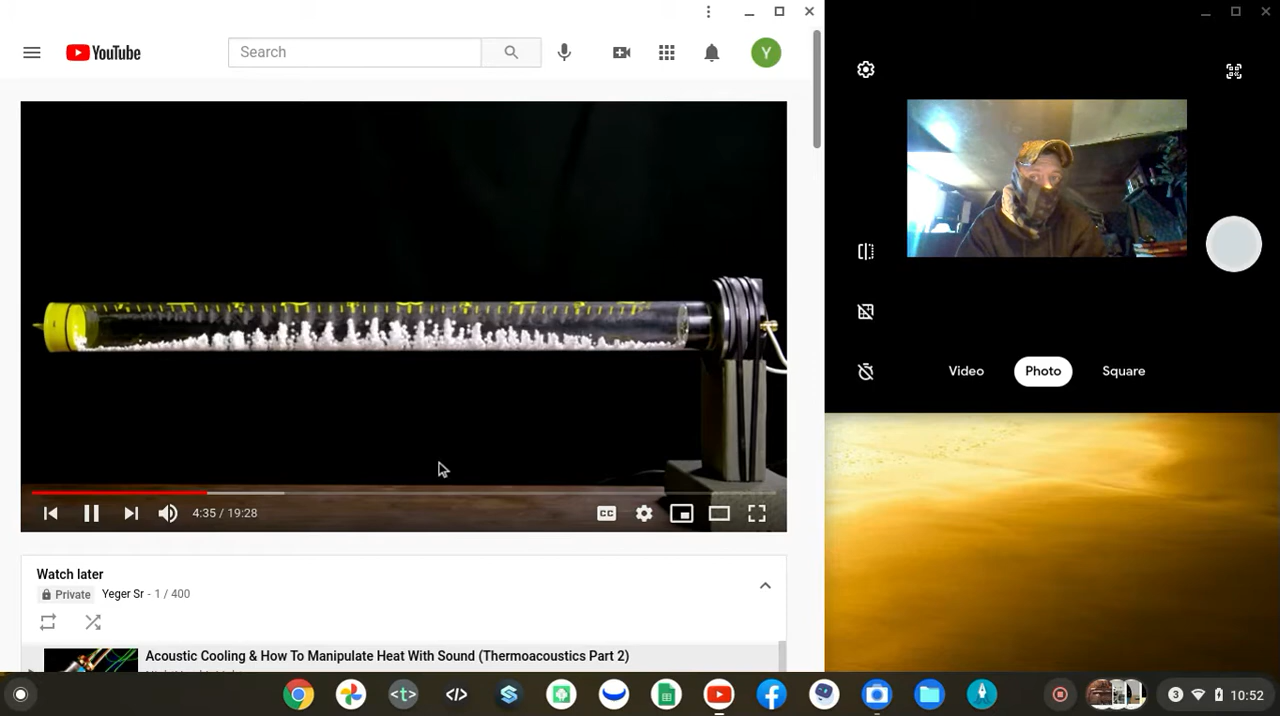 YouTube
Search
Y
4:35 / 19:28
CC
Watch later
Private Yeger Sr - 1 / 400
Acoustic Cooling & How To Manipulate Heat With Sound (Thermoacoustics Part 2)
Video
Photo
Square
<t>
</>
3
10:52